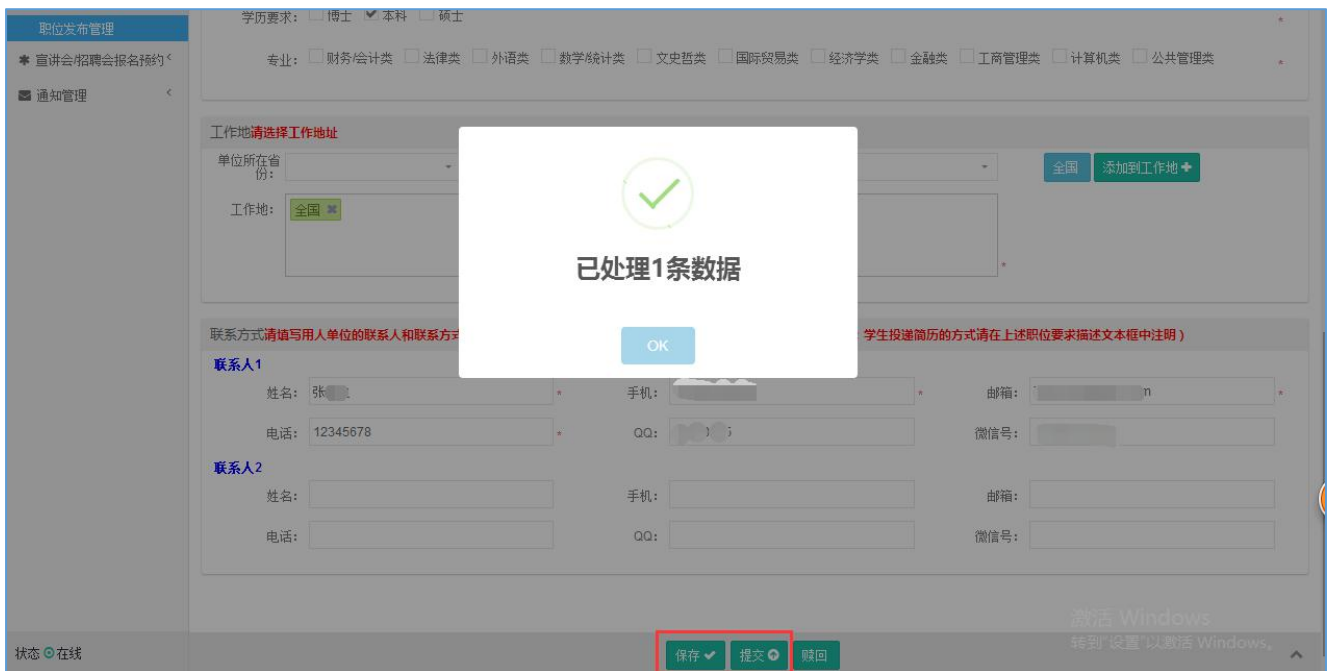 职位发布管理
学历要求： 博士 本科 硕士 *
宣讲会/招聘会报名预约
专业： 财务/会计类 法律类 外语类 数学/统计类 文史哲类 国际贸易类 经济学类 金融类 工商管理类 计算机类 公共管理类 *
通知管理
工作地请选择工作地址
单位所在省份：
全国 添加到工作地
工作地： 全国
*
已处理1条数据
OK
联系方式请填写用人单位的联系人和联系方式
学生投递简历的方式请在上述职位要求描述文本框中注明）
联系人1
姓名： 张 * 手机： * 邮箱： m *
电话： 12345678 * QQ： 微信号：
联系人2
姓名： 手机： 邮箱：
电话： QQ： 微信号：
激活 Windows
转到"设置"以激活 Windows。
状态 在线
保存 提交 赎回